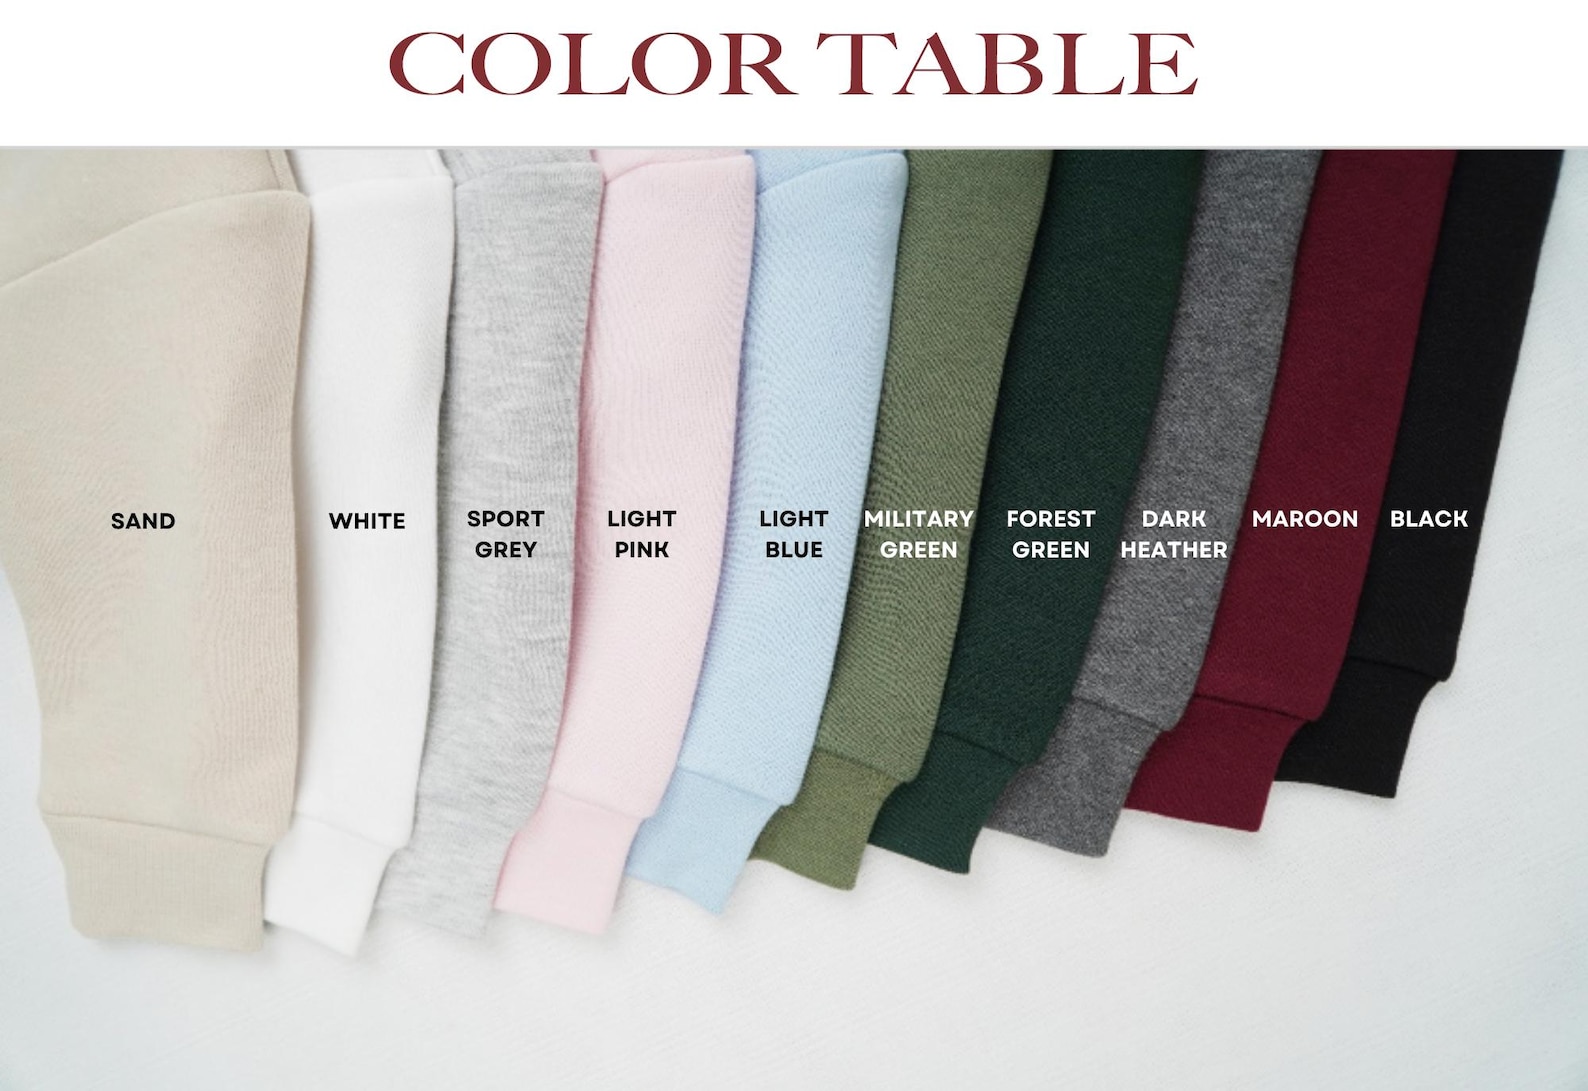 COLOR TABLE
SAND
WHITE
SPORT
GREY
LIGHT
PINK
LIGHT
BLUE
MILITARY
GREEN
FOREST
GREEN
DARK
HEATHER
MAROON
BLACK